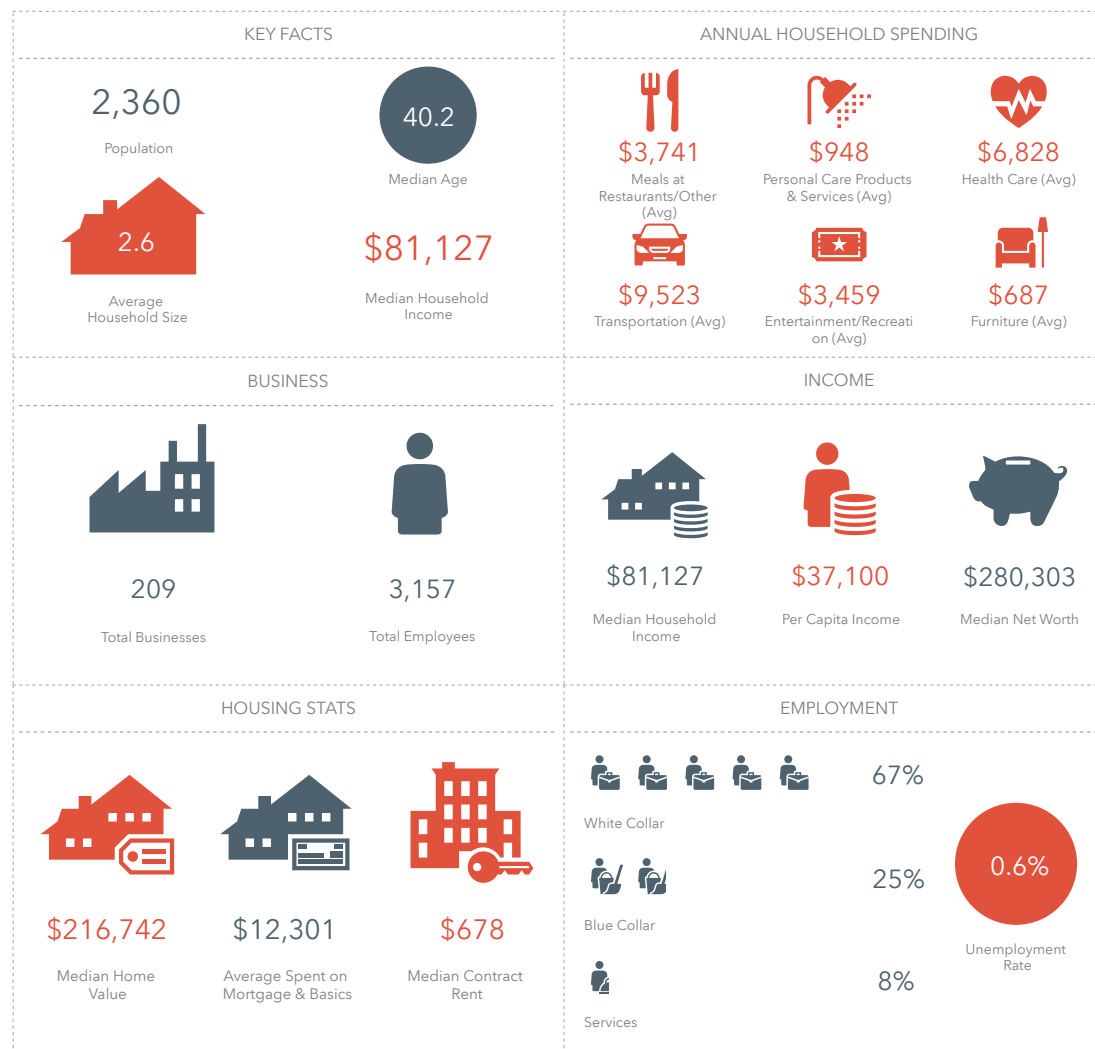 KEY FACTS
2,360
Population
40.2
Median Age
2.6
Average
Household Size
$81,127
Median Household
Income
ANNUAL HOUSEHOLD SPENDING
$3,741
Meals at
Restaurants/Other
(Avg)
$948
Personal Care Products
& Services (Avg)
$6,828
Health Care (Avg)
$9,523
Transportation (Avg)
$3,459
Entertainment/Recreati
on (Avg)
$687
Furniture (Avg)
BUSINESS
209
Total Businesses
3,157
Total Employees
INCOME
$81,127
Median Household
Income
$37,100
Per Capita Income
$280,303
Median Net Worth
HOUSING STATS
$216,742
Median Home
Value
$12,301
Average Spent on
Mortgage & Basics
$678
Median Contract
Rent
EMPLOYMENT
67%
White Collar
25%
Blue Collar
8%
Services
0.6%
Unemployment
Rate